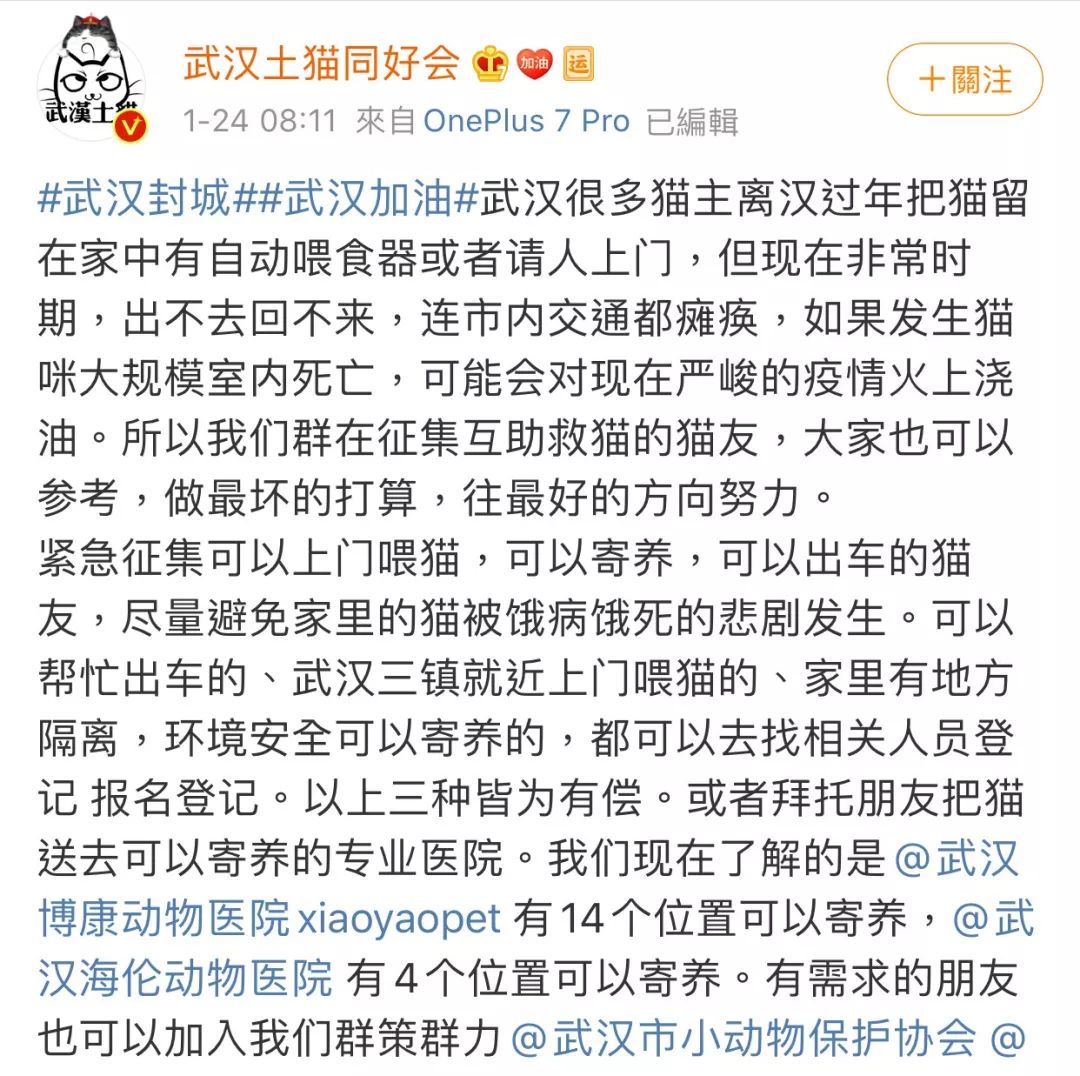 武漢土猫
武汉土猫同好会 加油 运
+關注
1-24 08:11 來自 OnePlus 7 Pro 已編輯
#武汉封城##武汉加油#武汉很多猫主离汉过年把猫留
在家中有自动喂食器或者请人上门，但现在非常时
期，出不去回不来，连市内交通都瘫痪，如果发生猫
咪大规模室内死亡，可能会对现在严峻的疫情火上浇
油。所以我们群在征集互助救猫的猫友，大家也可以
参考，做最坏的打算，往最好的方向努力。
紧急征集可以上门喂猫，可以寄养，可以出车的猫
友，尽量避免家里的猫被饿病饿死的悲剧发生。可以
帮忙出车的、武汉三镇就近上门喂猫的、家里有地方
隔离，环境安全可以寄养的，都可以去找相关人员登
记 报名登记。以上三种皆为有偿。或者拜托朋友把猫
送去可以寄养的专业医院。我们现在了解的是@武汉
博康动物医院xiaoyaopet 有14个位置可以寄养，@武
汉海伦动物医院 有4个位置可以寄养。有需求的朋友
也可以加入我们群策群力 @武汉市小动物保护协会 @